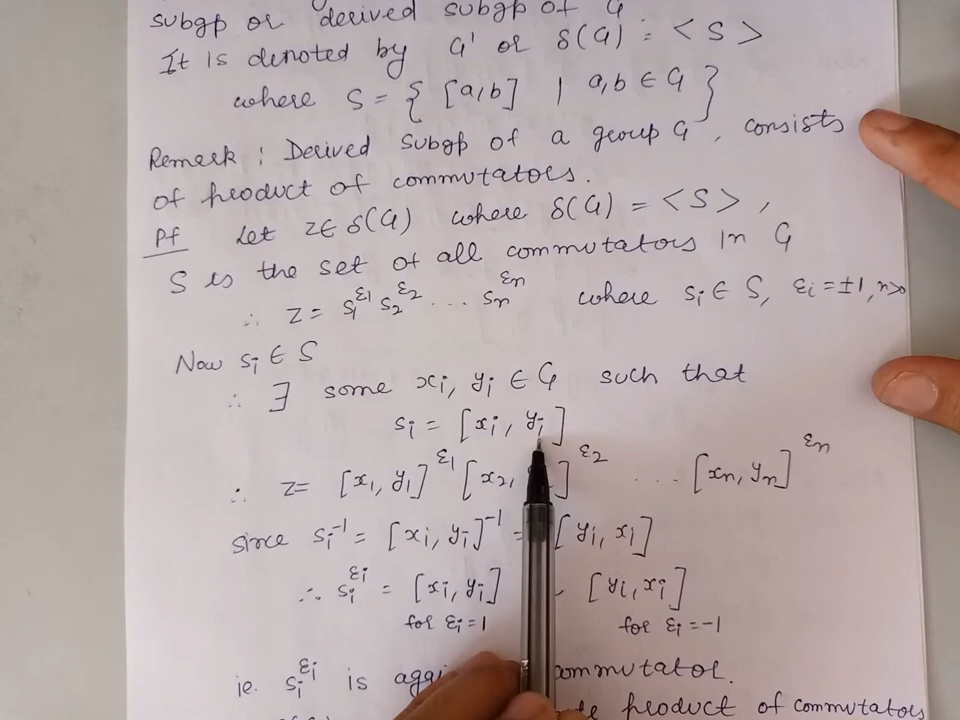 subgp or derived subgp of G
It is denoted by G' or δ(G) = <S>
where S = { [a,b] | a,b ∈ G }
Remark : Derived subgp of a group G, consists
of product of commutators.
Pf Let z ∈ δ(G) where δ(G) = <S>,
S is the set of all commutators in G
∴ z = s₁^ε1 s₂^ε2 ... sₙ^εn where sᵢ ∈ S, εᵢ = ±1, n>0
Now sᵢ ∈ S
∴ ∃ some xᵢ, yᵢ ∈ G such that
sᵢ = [xᵢ, yᵢ]
∴ z = [x₁, y₁]^ε1 [x₂, ]^ε2 ... [xₙ, yₙ]^εn
since sᵢ⁻¹ = [xᵢ, yᵢ]⁻¹ = [yᵢ, xᵢ]
∴ sᵢ^εi = [xᵢ, yᵢ] [yᵢ, xᵢ]
for εᵢ = 1 for εᵢ = -1
ie. sᵢ^εi is commutator.
product of commutators